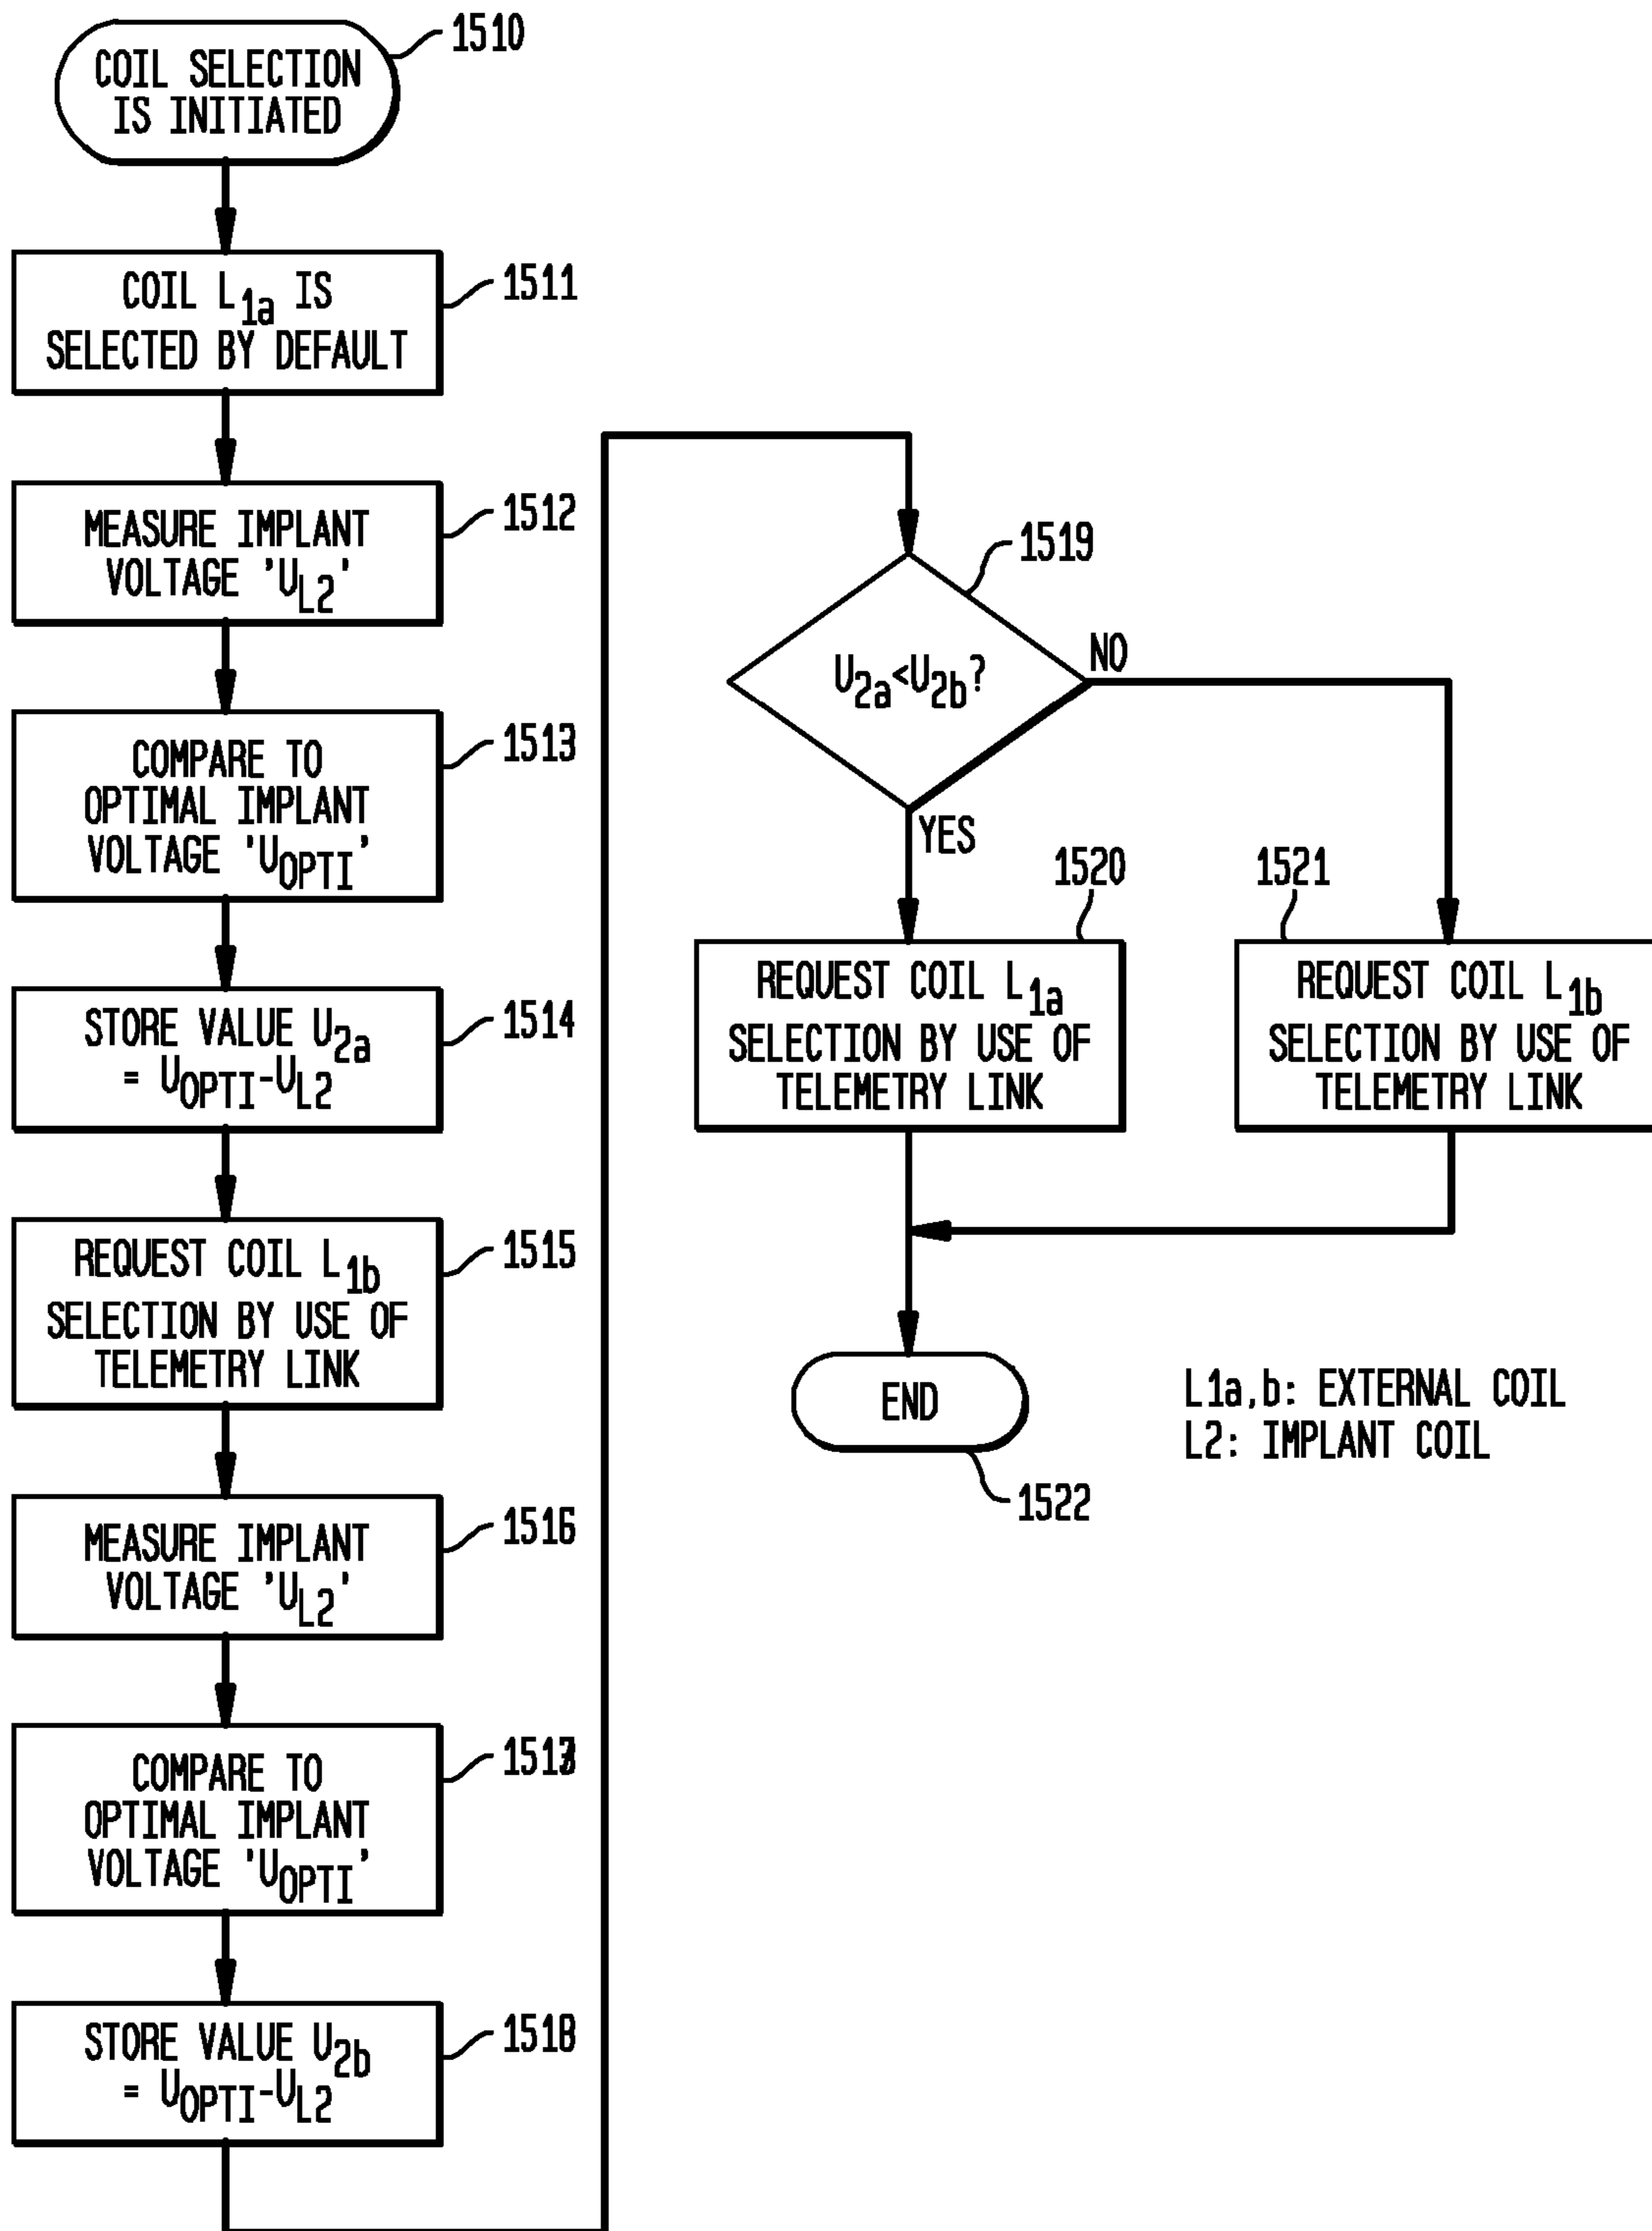 COIL SELECTION
IS INITIATED
1510
COIL L1a IS
SELECTED BY DEFAULT
1511
MEASURE IMPLANT
VOLTAGE 'UL2'
1512
COMPARE TO
OPTIMAL IMPLANT
VOLTAGE 'UOPTI'
1513
STORE VALUE U2a
= UOPTI-UL2
1514
REQUEST COIL L1b
SELECTION BY USE OF
TELEMETRY LINK
1515
MEASURE IMPLANT
VOLTAGE 'UL2'
1516
COMPARE TO
OPTIMAL IMPLANT
VOLTAGE 'UOPTI'
1517
STORE VALUE U2b
= UOPTI-UL2
1518
1519
U2a<U2b?
NO
YES
1520
REQUEST COIL L1a
SELECTION BY USE OF
TELEMETRY LINK
1521
REQUEST COIL L1b
SELECTION BY USE OF
TELEMETRY LINK
END
1522
L1a,b: EXTERNAL COIL
L2: IMPLANT COIL